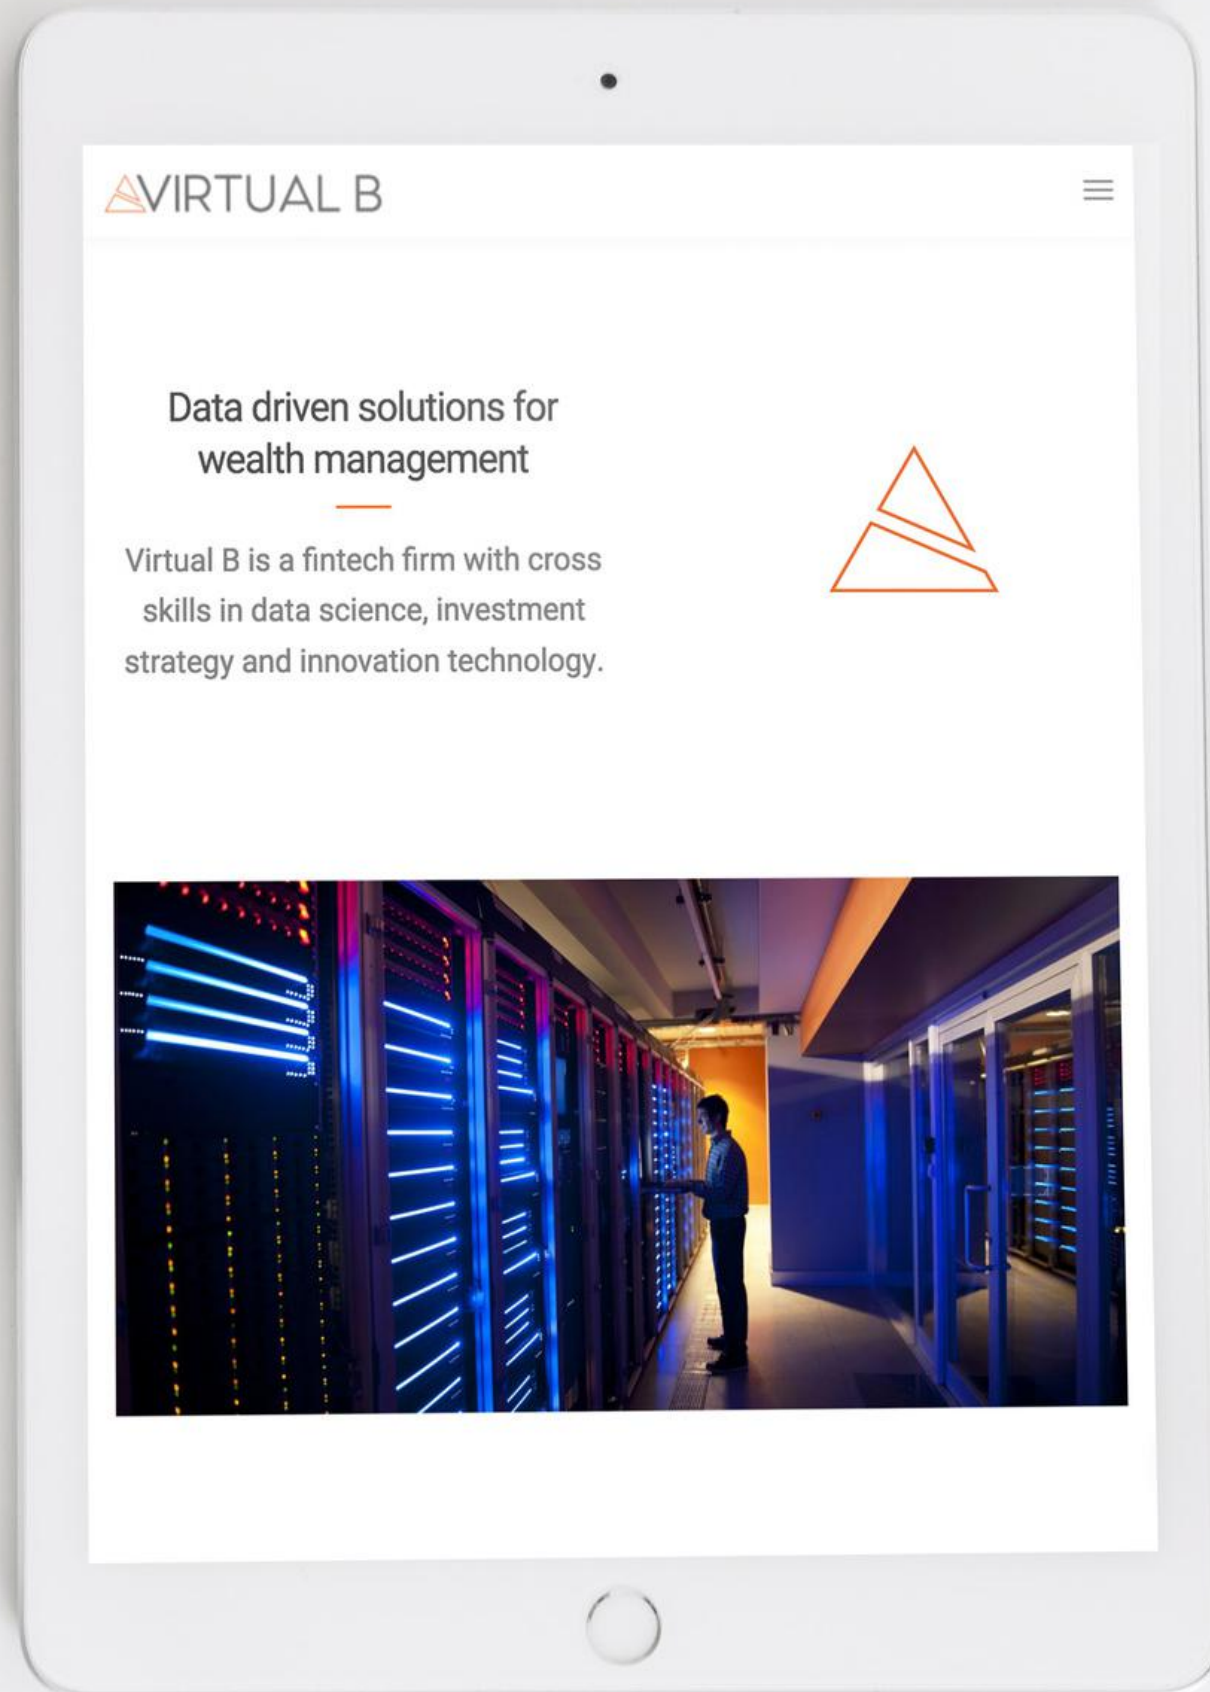 VIRTUAL B
Data driven solutions for
wealth management
Virtual B is a fintech firm with cross
skills in data science, investment
strategy and innovation technology.